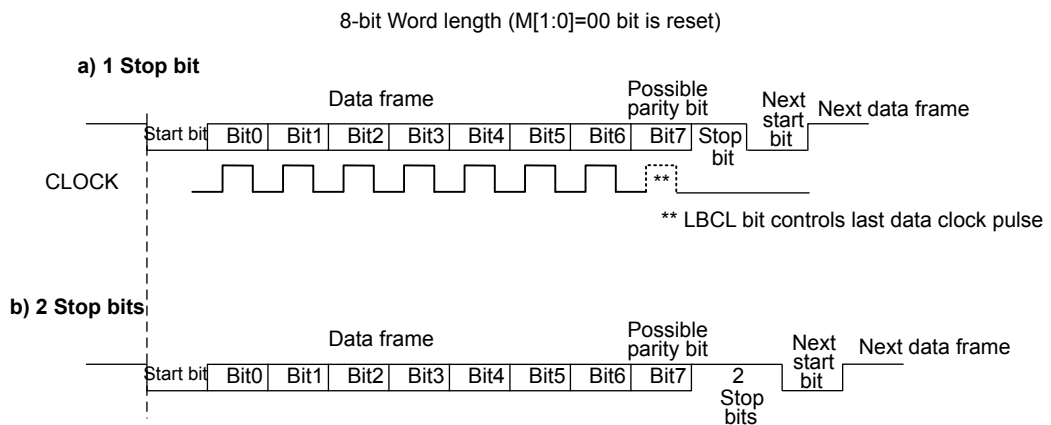 8-bit Word length (M[1:0]=00 bit is reset)
a) 1 Stop bit
Data frame
Possible
parity bit
Next
start
bit
Next data frame
Start bit Bit0 Bit1 Bit2 Bit3 Bit4 Bit5 Bit6 Bit7 Stop
bit
CLOCK
**
** LBCL bit controls last data clock pulse
b) 2 Stop bits
Data frame
Possible
parity bit
Next
start
bit
Next data frame
Start bit Bit0 Bit1 Bit2 Bit3 Bit4 Bit5 Bit6 Bit7 2
Stop
bits